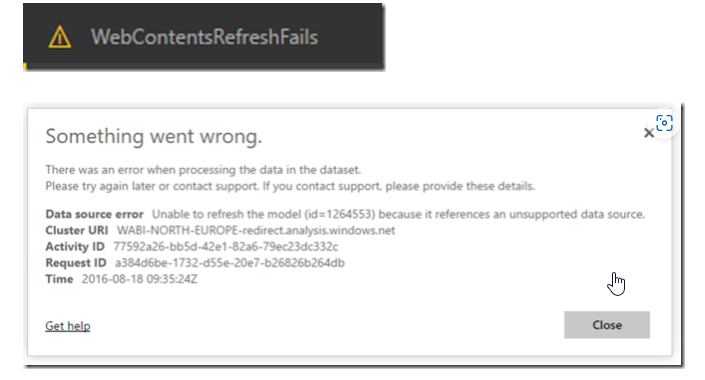 WebContentsRefreshFails
Something went wrong.
There was an error when processing the data in the dataset.
Please try again later or contact support. If you contact support, please provide these details.
Data source error Unable to refresh the model (id=1264553) because it references an unsupported data source.
Cluster URI WABI-NORTH-EUROPE-redirect.analysis.windows.net
Activity ID 77592a26-bb5d-42e1-82a6-79ec23dc332c
Request ID a384d6be-1732-d55e-20e7-b26826b264db
Time 2016-08-18 09:35:24Z
Get help
Close